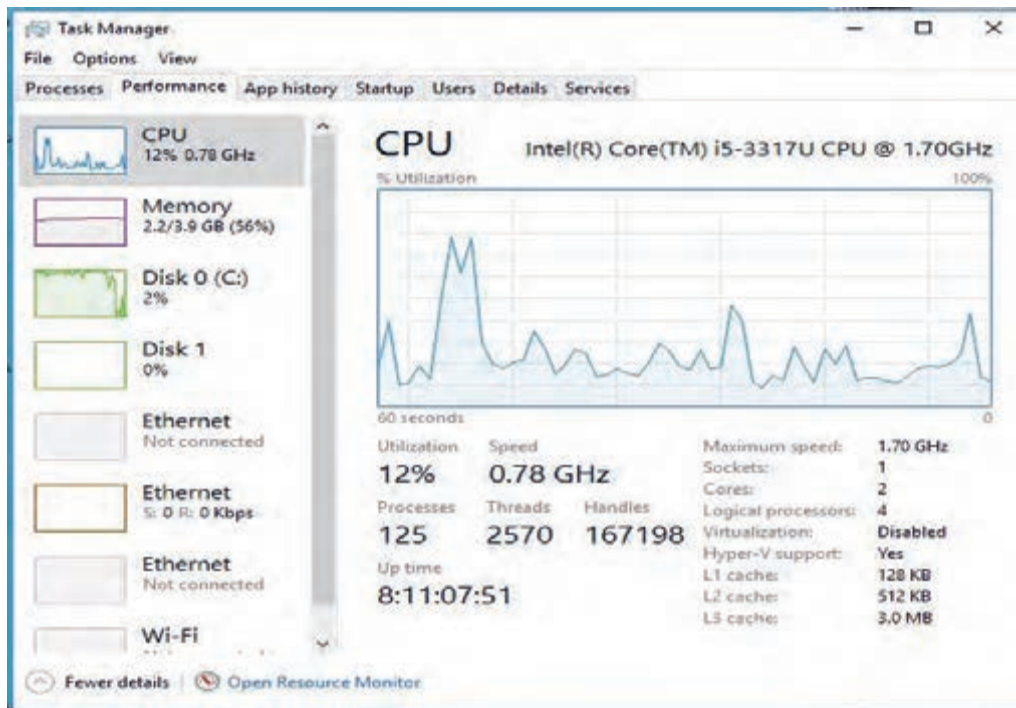 Task Manager
File Options View
Processes Performance App history Startup Users Details Services
CPU
12% 0.78 GHz
Memory
2.2/3.9 GB (56%)
Disk 0 (C:)
2%
Disk 1
0%
Ethernet
Not connected
Ethernet
S: 0 R: 0 Kbps
Ethernet
Not connected
Wi-Fi
CPU Intel(R) Core(TM) i5-3317U CPU @ 1.70GHz
% Utilization 100%
60 seconds 0
Utilization Speed
12% 0.78 GHz
Processes Threads Handles
125 2570 167198
Up time
8:11:07:51
Maximum speed: 1.70 GHz
Sockets: 1
Cores: 2
Logical processors: 4
Virtualization: Disabled
Hyper-V support: Yes
L1 cache: 128 KB
L2 cache: 512 KB
L3 cache: 3.0 MB
Fewer details Open Resource Monitor